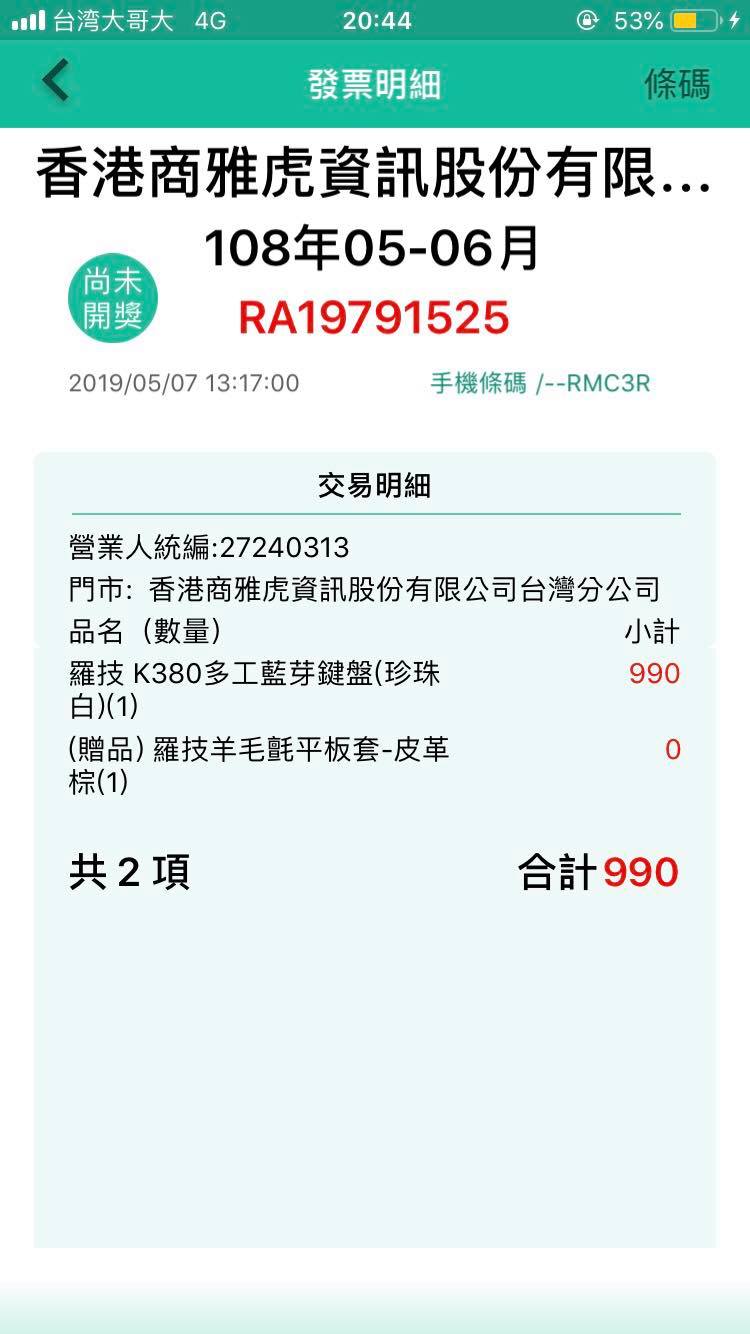 台湾大哥大 4G 20:44 53%
發票明細 條碼
香港商雅虎資訊股份有限...
108年05-06月
尚未
開獎
RA19791525
2019/05/07 13:17:00 手機條碼 /--RMC3R
交易明細
營業人統編:27240313
門市: 香港商雅虎資訊股份有限公司台灣分公司
品名（數量） 小計
羅技 K380多工藍芽鍵盤(珍珠 990
白)(1)
(贈品) 羅技羊毛氈平板套-皮革 0
棕(1)
共 2 項 合計 990